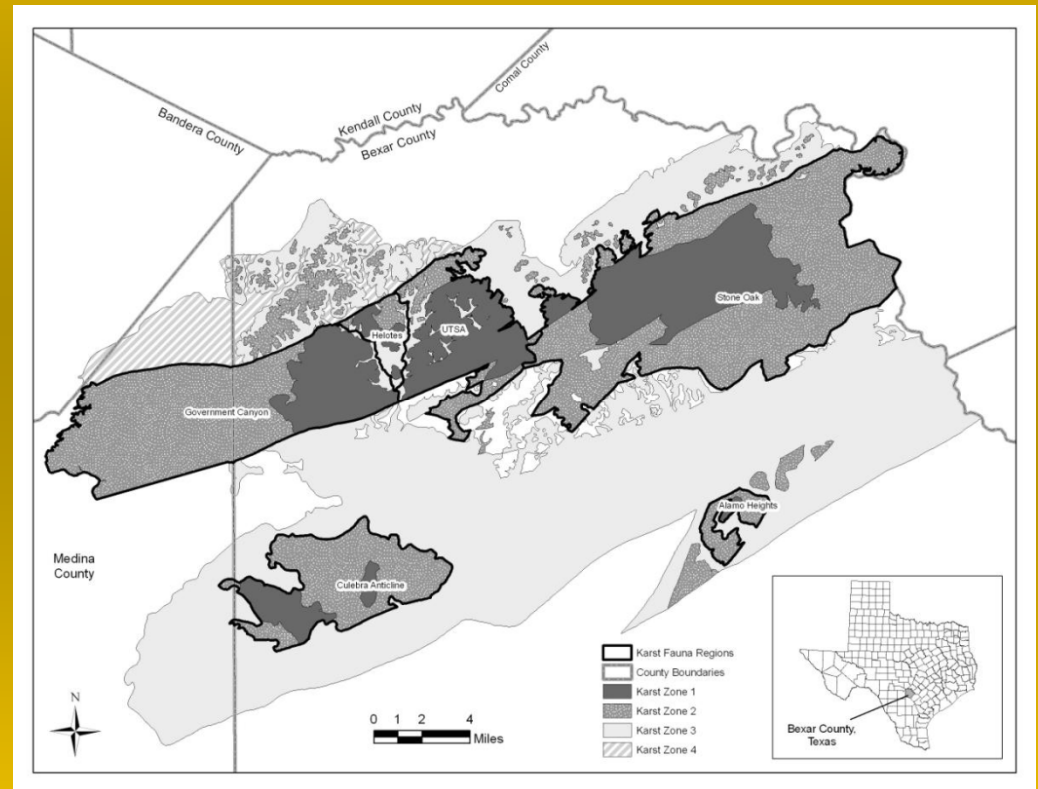 Comal County
Kendall County
Bandera County
Bexar County
Stone Oak
Helotes
UTSA
Government Canyon
Alamo Heights
Medina
County
Culebra Anticline
Karst Fauna Regions
County Boundaries
Karst Zone 1
Karst Zone 2
Karst Zone 3
Karst Zone 4
N
0 1 2 4
Miles
Bexar County,
Texas